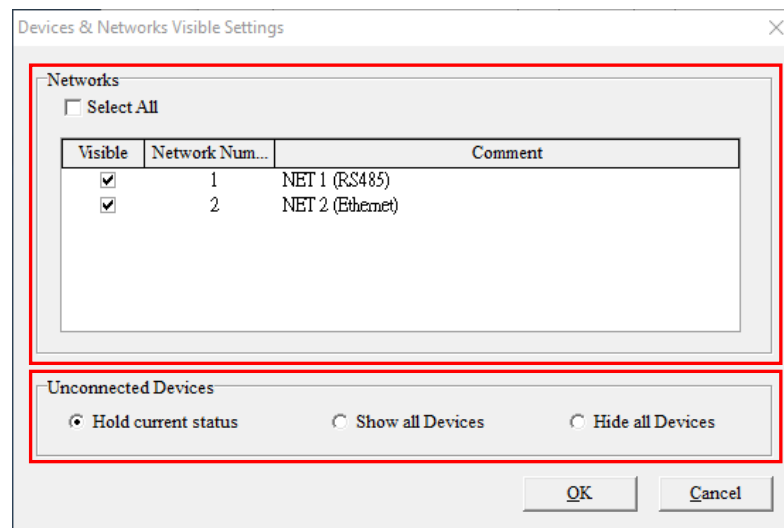 Devices & Networks Visible Settings
Networks
Select All
Visible Network Num... Comment
1 NET 1 (RS485)
2 NET 2 (Ethernet)
Unconnected Devices
Hold current status Show all Devices Hide all Devices
OK Cancel